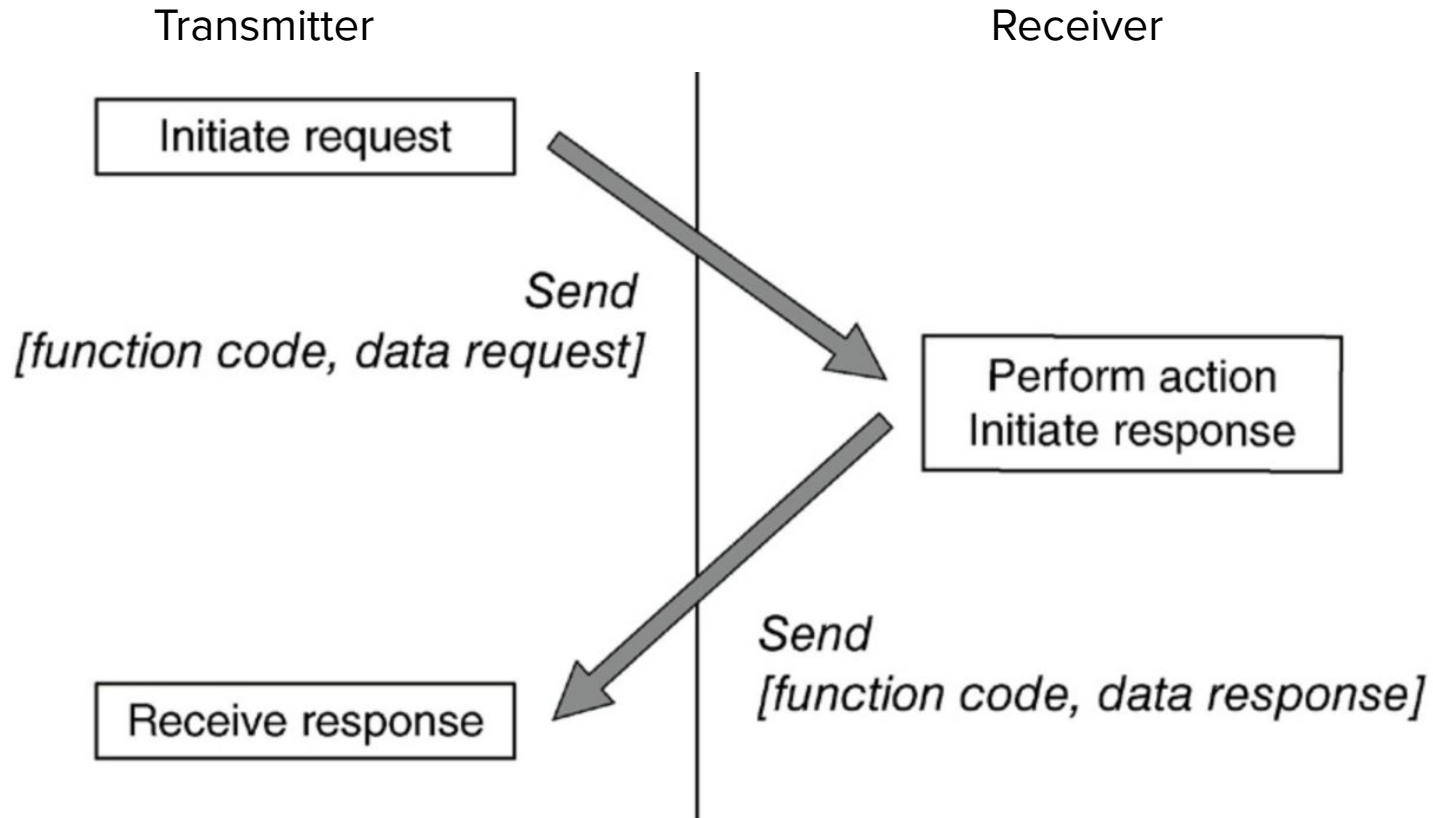 Transmitter
Receiver
Initiate request
Send
[function code, data request]
Perform action
Initiate response
Send
[function code, data response]
Receive response